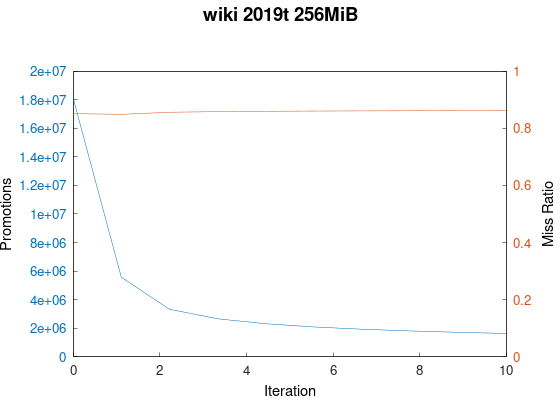 wiki 2019t 256MiB
2e+07
1.8e+07
1.6e+07
1.4e+07
1.2e+07
1e+07
8e+06
6e+06
4e+06
2e+06
0
Promotions
1
0.8
0.6
0.4
0.2
0
Miss Ratio
0 2 4 6 8 10
Iteration